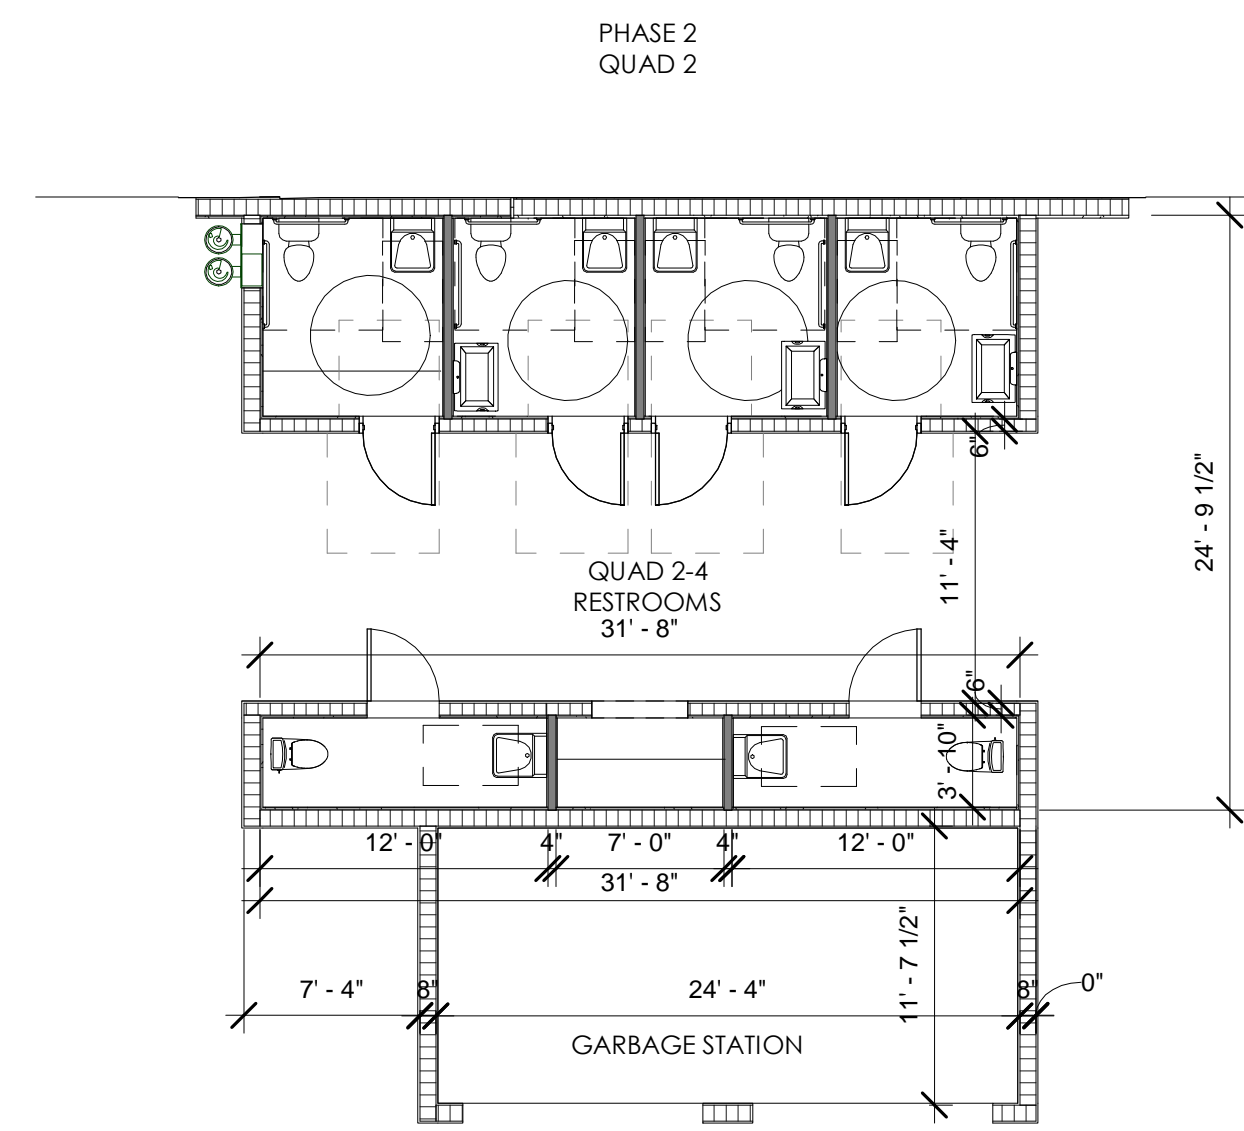 PHASE 2
QUAD 2
6"
24' - 9 1/2"
11' - 4"
QUAD 2-4
RESTROOMS
31' - 8"
6"
3' - 10"
12' - 0"
4"
7' - 0"
4"
12' - 0"
31' - 8"
11' - 7 1/2"
7' - 4"
8"
24' - 4"
8"
0"
GARBAGE STATION